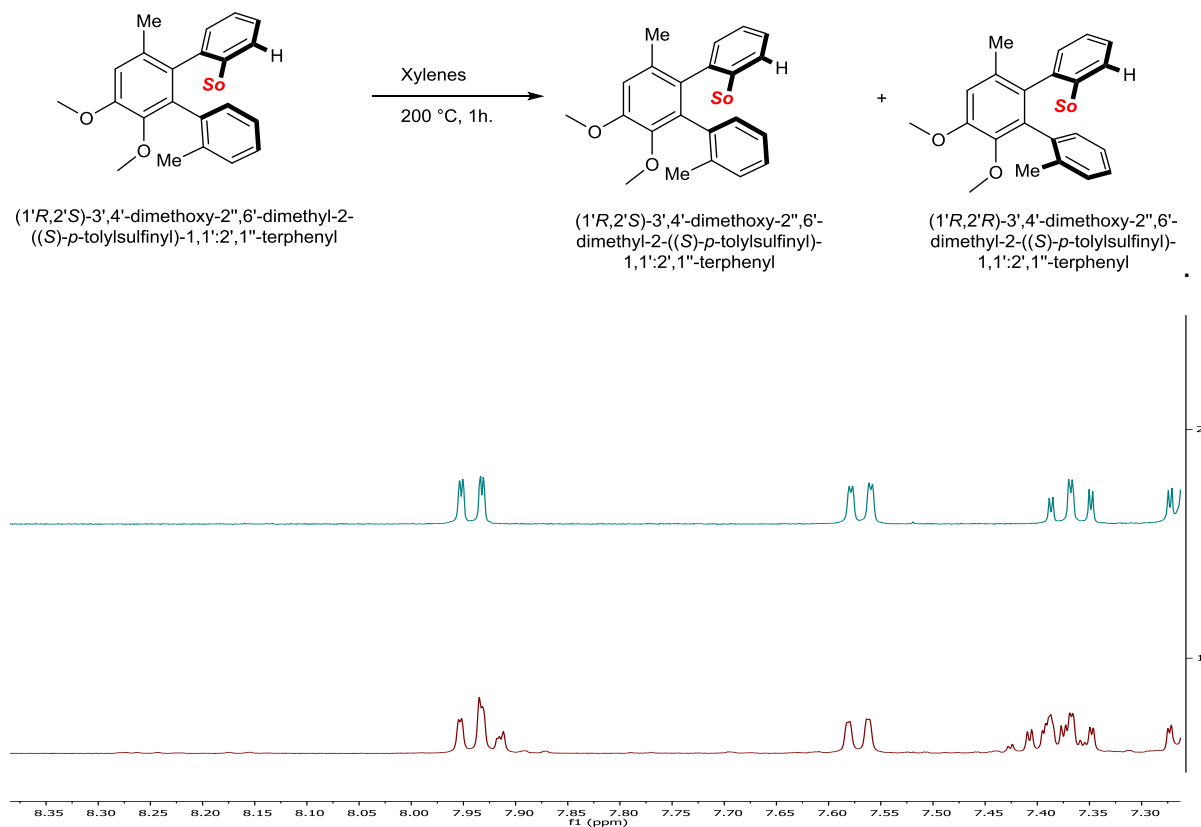 Me
H
So
O
O
Me
(1'R,2'S)-3',4'-dimethoxy-2'',6'-dimethyl-2-
((S)-p-tolylsulfinyl)-1,1':2',1''-terphenyl
Xylenes
200 °C, 1h.
Me
H
So
O
O
Me
(1'R,2'S)-3',4'-dimethoxy-2'',6'-
dimethyl-2-((S)-p-tolylsulfinyl)-
1,1':2',1''-terphenyl
+
Me
H
So
O
O
Me
(1'R,2'R)-3',4'-dimethoxy-2'',6'-
dimethyl-2-((S)-p-tolylsulfinyl)-
1,1':2',1''-terphenyl
.
2
1
8.35 8.30 8.25 8.20 8.15 8.10 8.05 8.00 7.95 7.90 7.85 7.80 7.75 7.70 7.65 7.60 7.55 7.50 7.45 7.40 7.35 7.30
f1 (ppm)